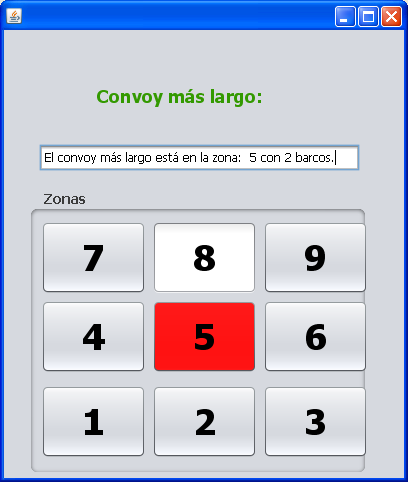 Convoy más largo:
El convoy más largo está en la zona:  5 con 2 barcos.
Zonas
7 8 9
4 5 6
1 2 3